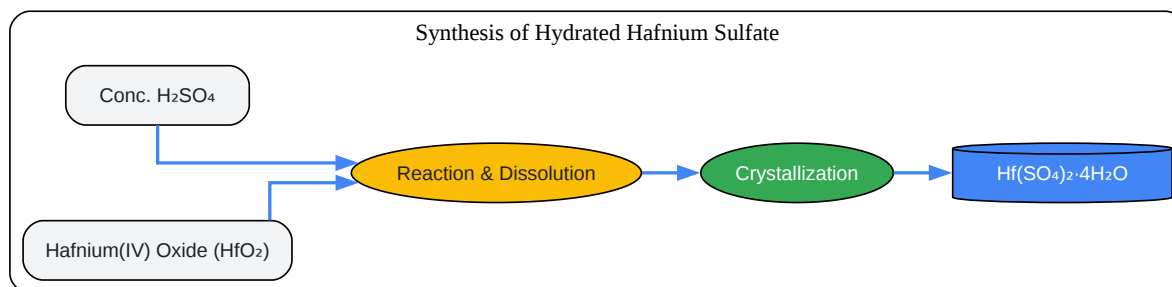 Synthesis of Hydrated Hafnium Sulfate
Conc. H₂SO₄
Reaction & Dissolution
Crystallization
Hf(SO₄)₂·4H₂O
Hafnium(IV) Oxide (HfO₂)